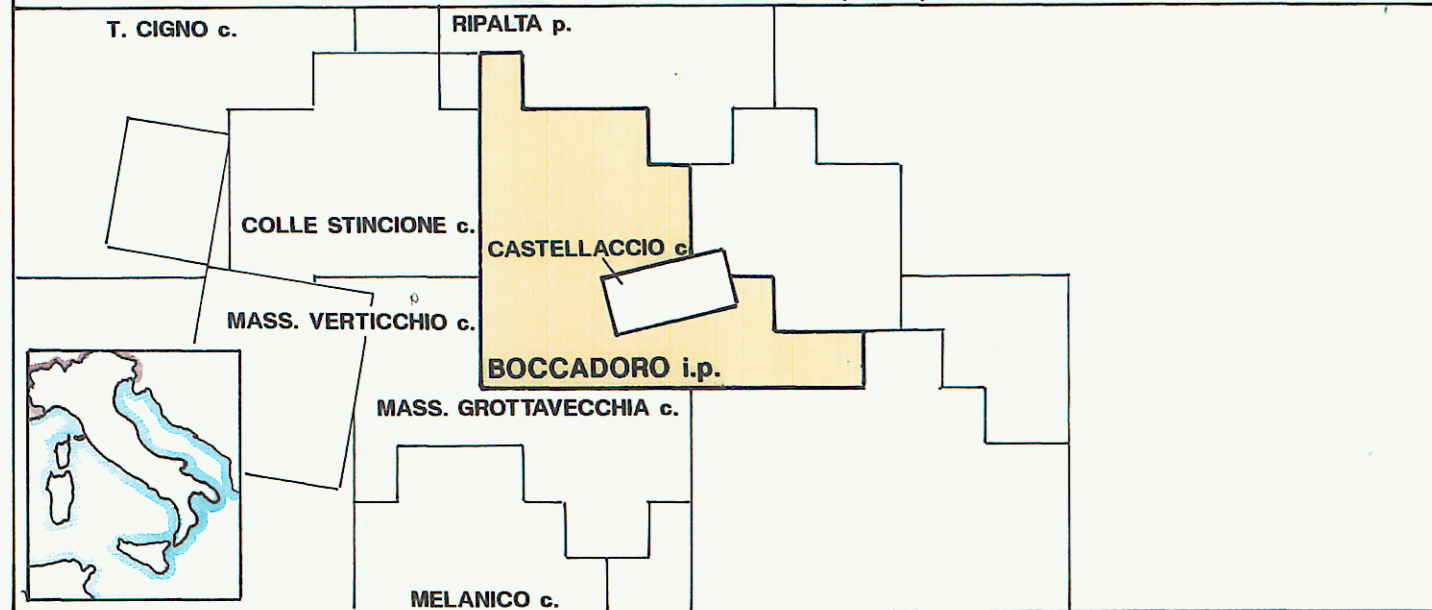 T. CIGNO c.
RIPALTA p.
COLLE STINCIONE c.
CASTELLACCIO c.
MASS. VERTICCHIO c.
BOCCADORO i.p.
MASS. GROTTAVECCHIA c.
MELANICO c.